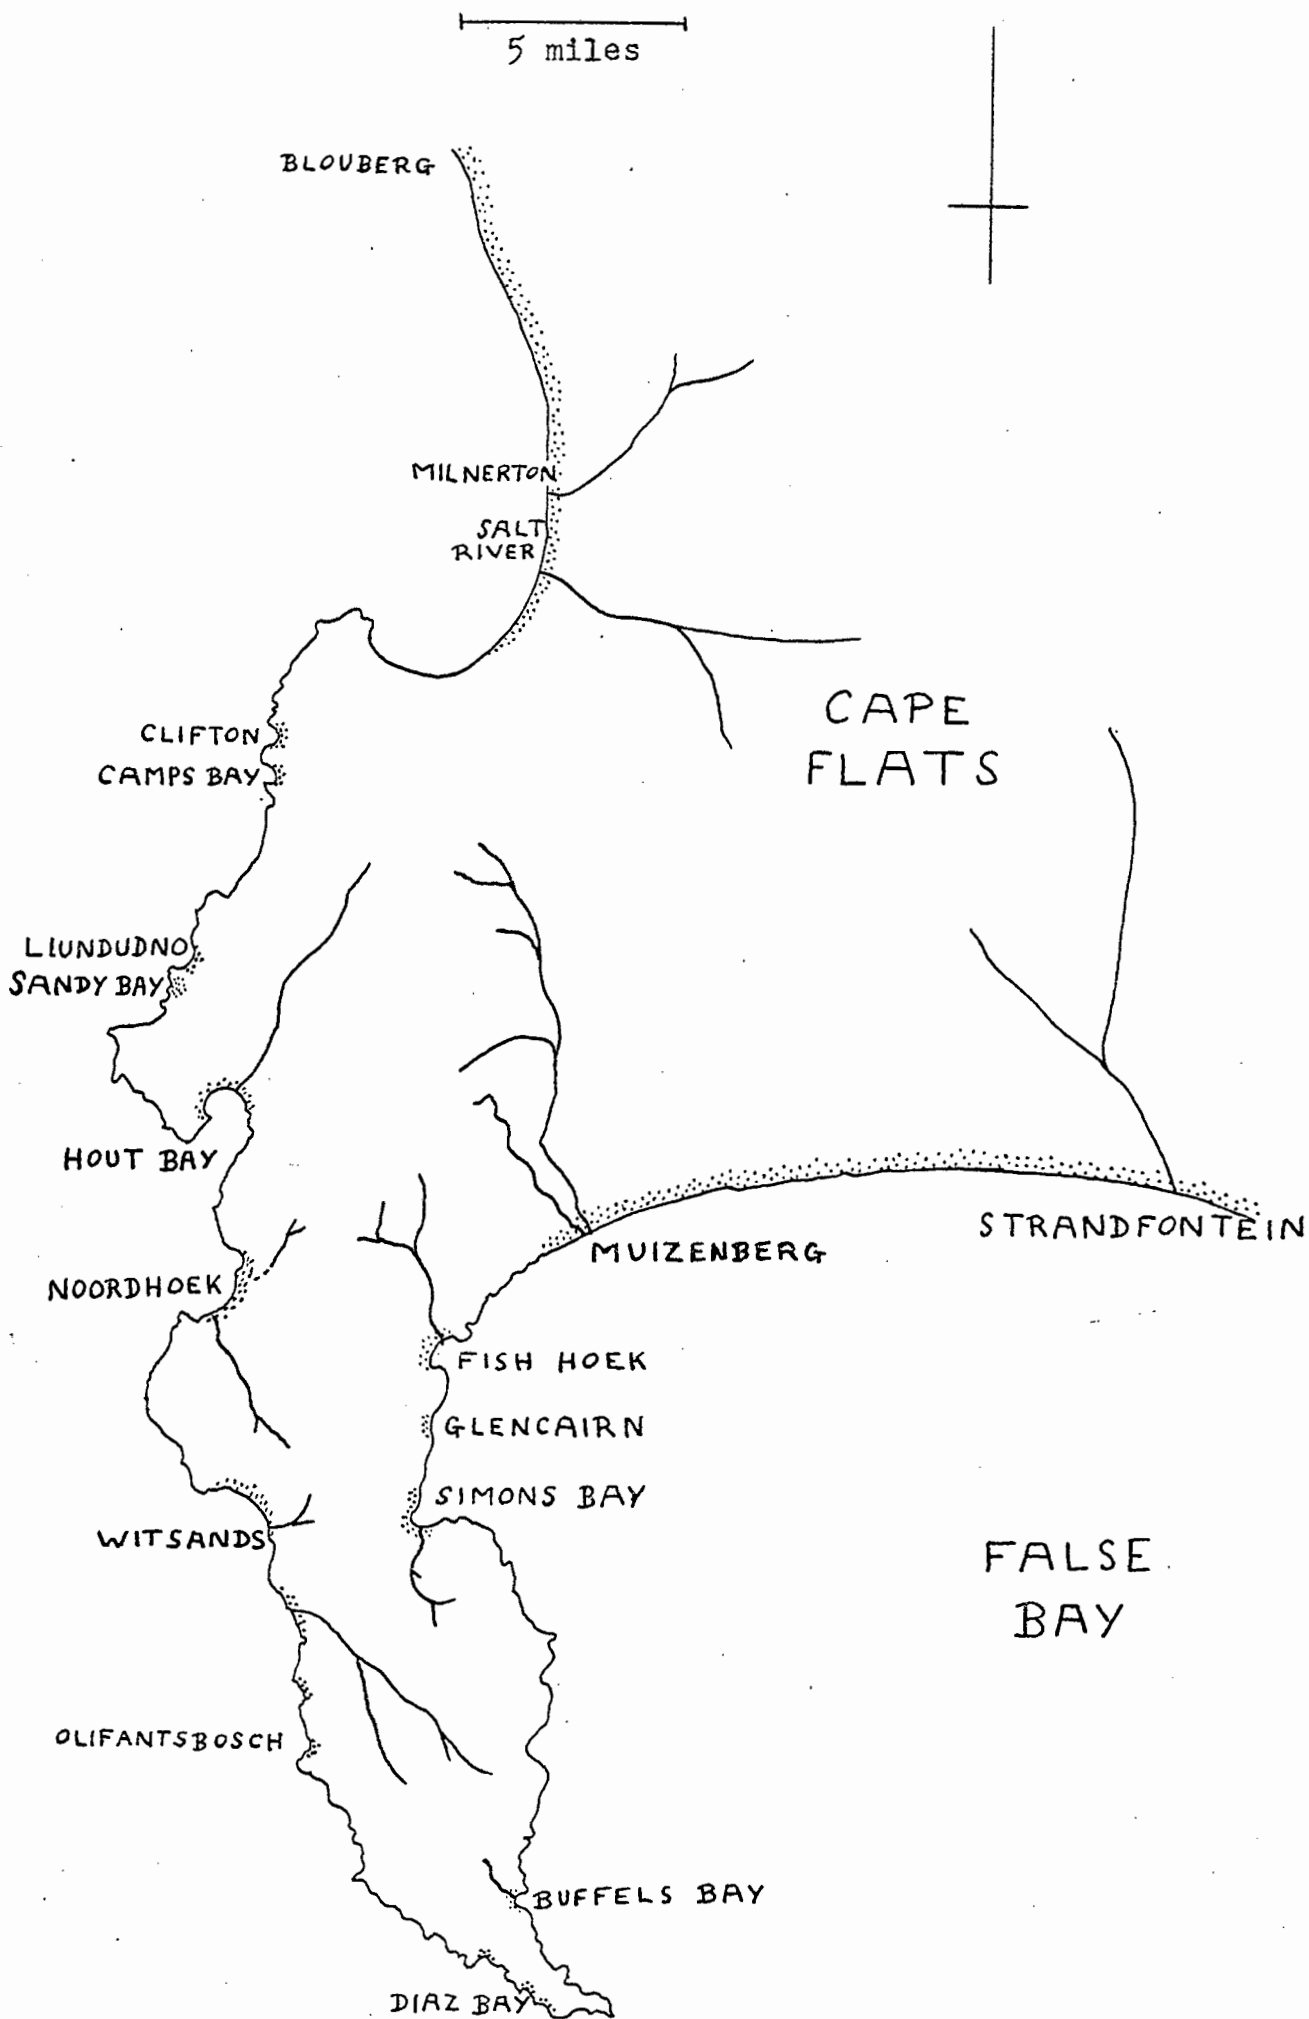 5 miles
BLOUBERG
MILNERTON
SALT
RIVER
CLIFTON
CAMPS BAY
CAPE
FLATS
LLUNDUDNO
SANDY BAY
HOUT BAY
STRANDFONTEIN
MUIZENBERG
NOORDHOEK
FISH HOEK
GLENCAIRN
SIMONS BAY
WITSANDS
FALSE
BAY
OLIFANTSBOSCH
BUFFELS BAY
DIAZ BAY